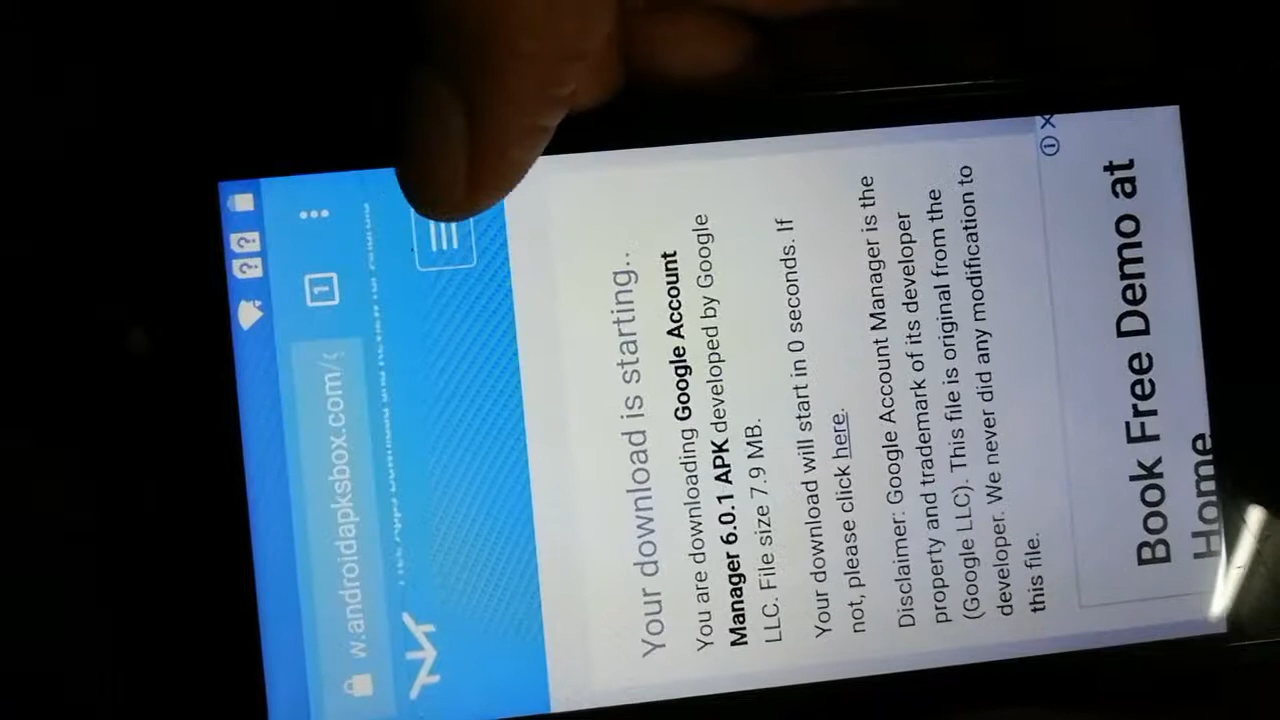 w.androidapksbox.com/
1
Your download is starting..
You are downloading Google Account
Manager 6.0.1 APK developed by Google
LLC. File size 7.9 MB.
Your download will start in 0 seconds. If
not, please click here.
Disclaimer: Google Account Manager is the
property and trademark of its developer
(Google LLC). This file is original from the
developer. We never did any modification to
this file.
Book Free Demo at
Home